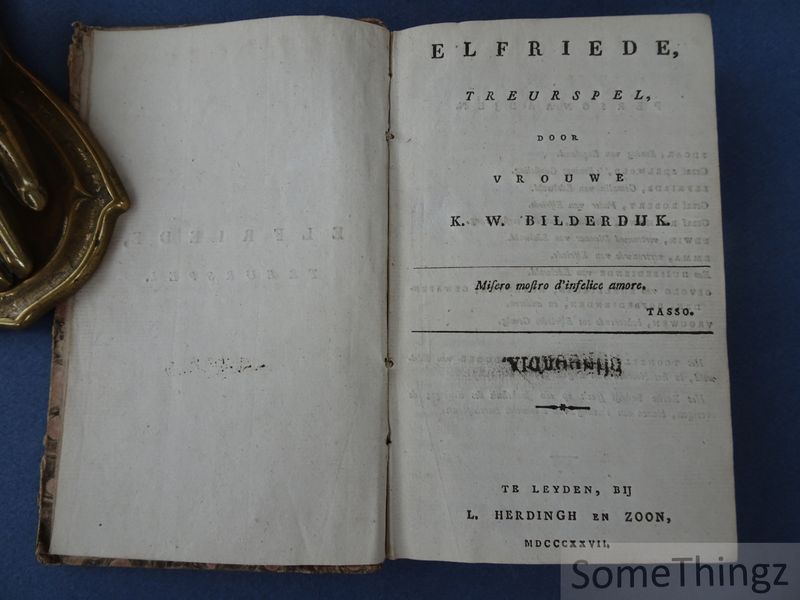 ELFRIEDE,
TREURSPEL,
DOOR
VROUWE
K. W. BILDERDIJK.
Miſero moſtro d'infelice amore.
TASSO.
TE LEYDEN, BIJ
L. HERDINGH EN ZOON,
MDCCCXXVII.
SomeThingz